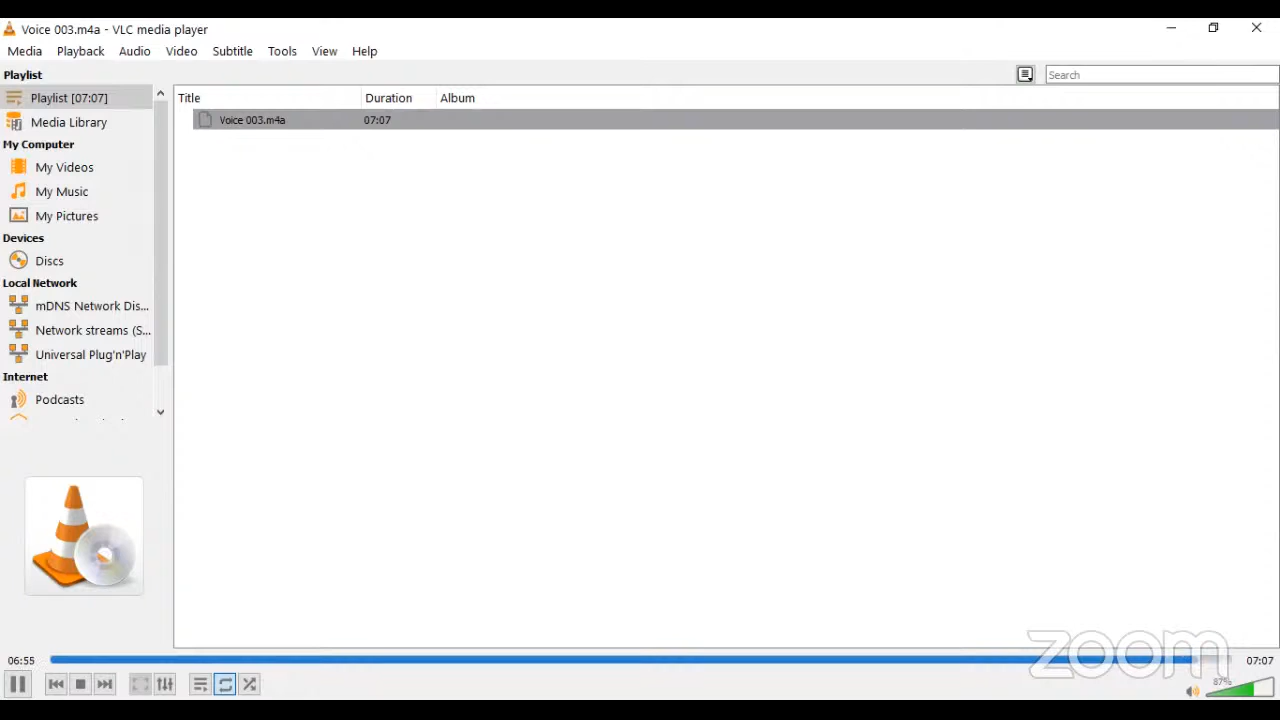 Voice 003.m4a - VLC media player
Media Playback Audio Video Subtitle Tools View Help
Playlist
Search
Playlist [07:07]
Title Duration Album
Voice 003.m4a 07:07
Media Library
My Computer
My Videos
My Music
My Pictures
Devices
Discs
Local Network
mDNS Network Dis...
Network streams (S...
Universal Plug'n'Play
Internet
Podcasts
zoom
06:55
07:07
87%